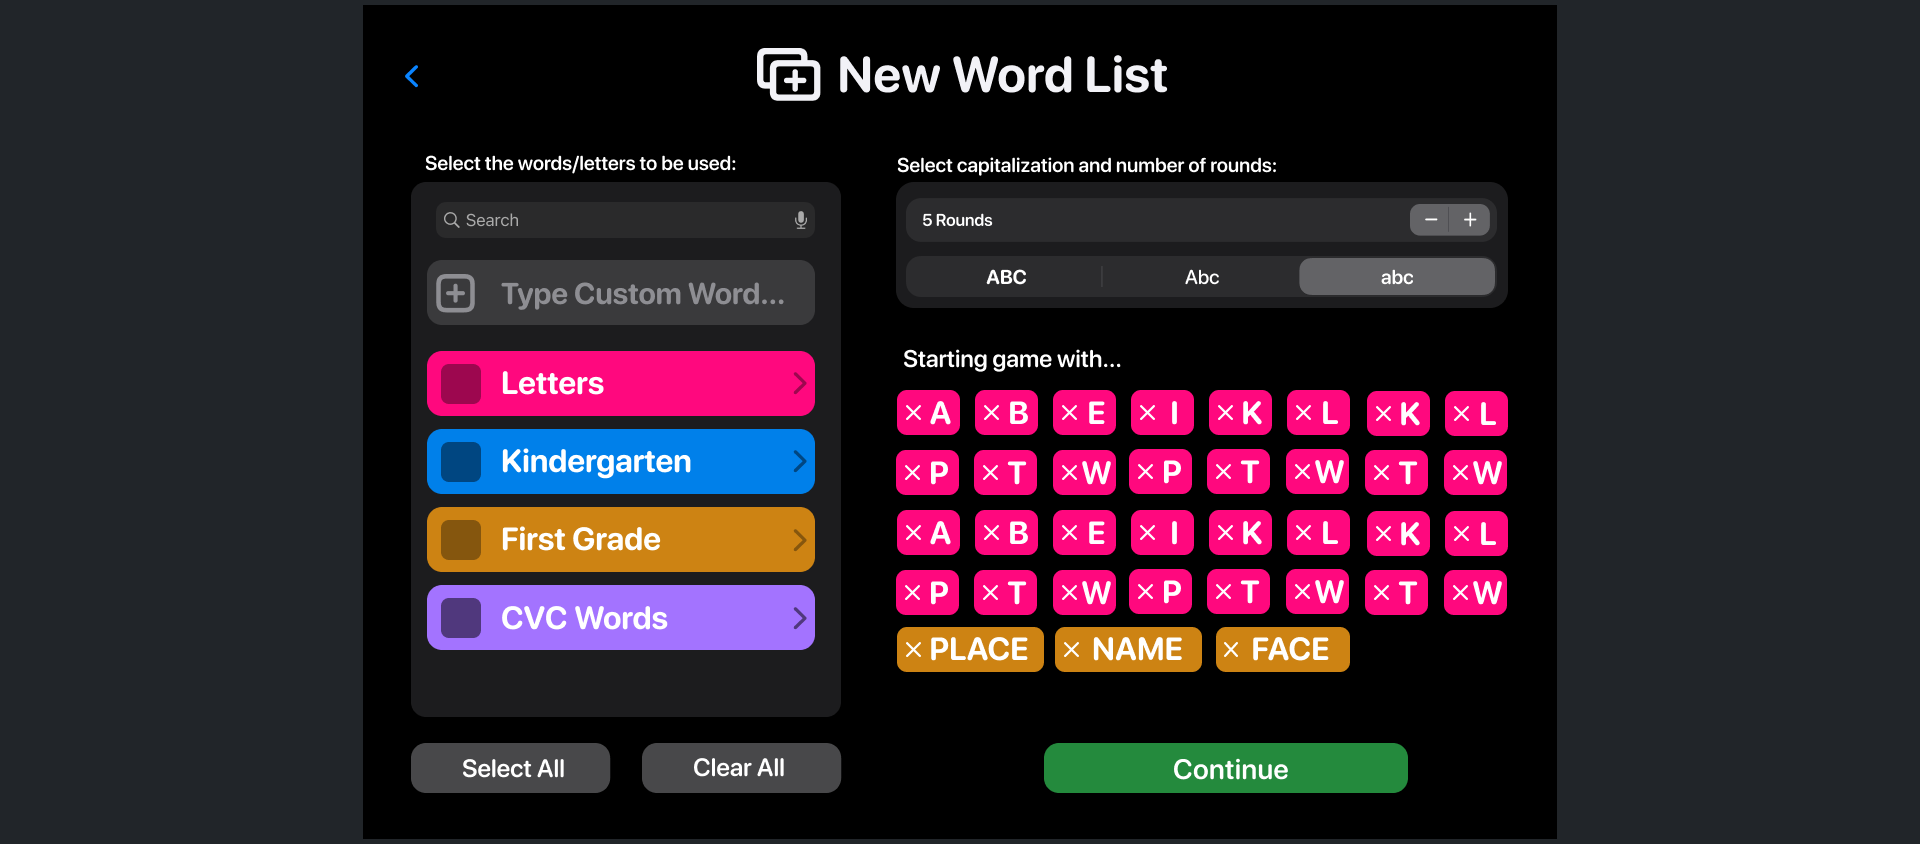 New Word List
Select the words/letters to be used:
Search
Type Custom Word...
Letters
Kindergarten
First Grade
CVC Words
Select All
Clear All
Select capitalization and number of rounds:
5 Rounds
ABC
Abc
abc
Starting game with...
A B E I K L K L
P T W P T W T W
A B E I K L K L
P T W P T W T W
PLACE NAME FACE
Continue